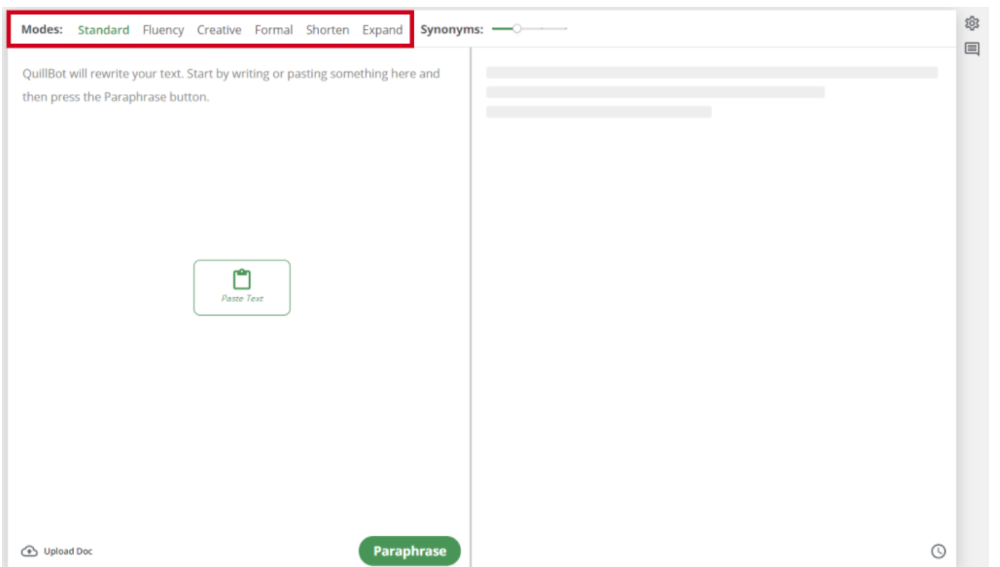 Modes: Standard Fluency Creative Formal Shorten Expand Synonyms:
QuillBot will rewrite your text. Start by writing or pasting something here and
then press the Paraphrase button.
Paste Text
Upload Doc
Paraphrase